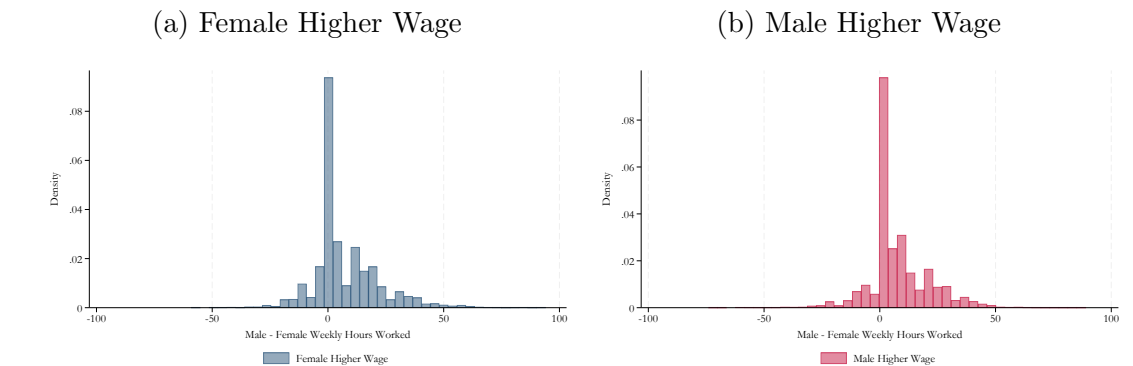 (a) Female Higher Wage
Density
.08
.06
.04
.02
0
-100 -50 0 50 100
Male - Female Weekly Hours Worked
Female Higher Wage
(b) Male Higher Wage
Density
.08
.06
.04
.02
0
-100 -50 0 50 100
Male - Female Weekly Hours Worked
Male Higher Wage